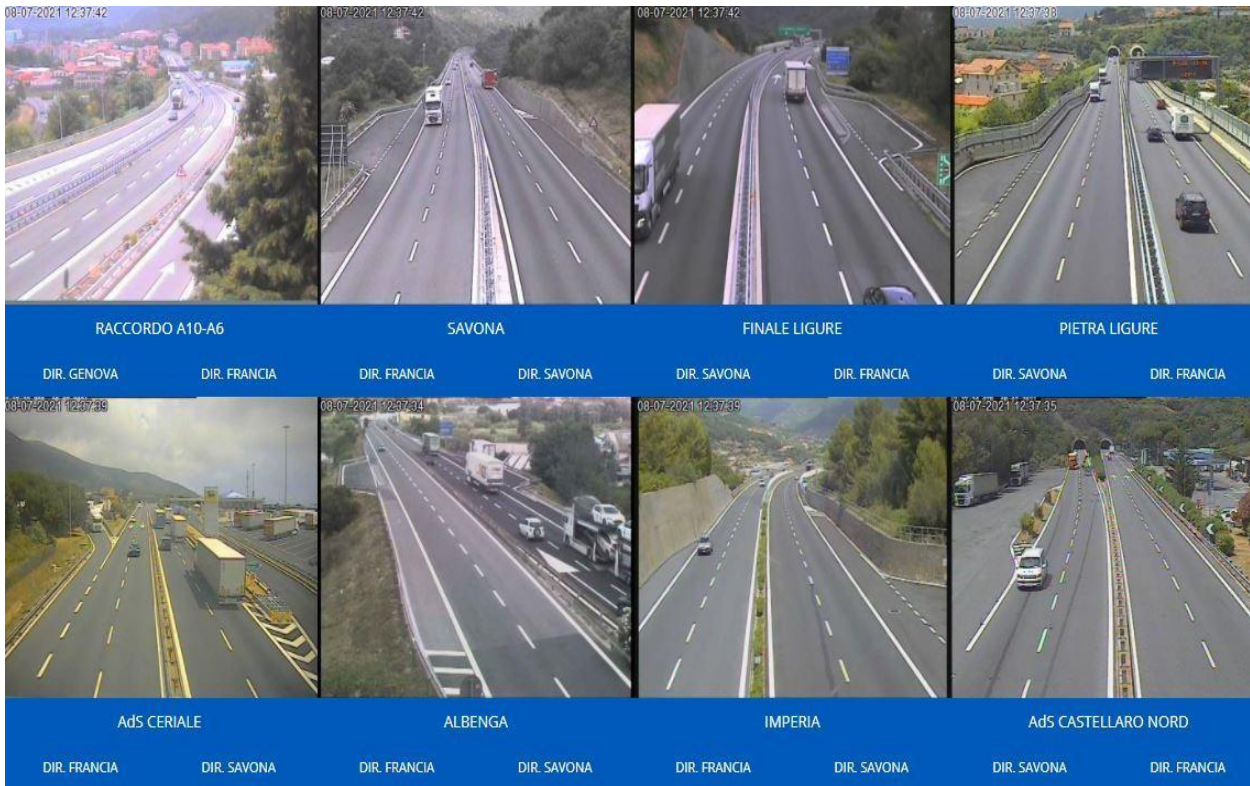 08-07-2021 12:37:42
08-07-2021 12:37:42
08-07-2021 12:37:42
08-07-2021 12:37:38
RACCORDO A10-A6
SAVONA
FINALE LIGURE
PIETRA LIGURE
DIR. GENOVA
DIR. FRANCIA
DIR. FRANCIA
DIR. SAVONA
DIR. SAVONA
DIR. FRANCIA
DIR. SAVONA
DIR. FRANCIA
08-07-2021 12:37:39
08-07-2021 12:37:34
08-07-2021 12:37:39
08-07-2021 12:37:35
AdS CERIALE
ALBENGA
IMPERIA
AdS CASTELLARO NORD
DIR. FRANCIA
DIR. SAVONA
DIR. FRANCIA
DIR. SAVONA
DIR. FRANCIA
DIR. SAVONA
DIR. SAVONA
DIR. FRANCIA